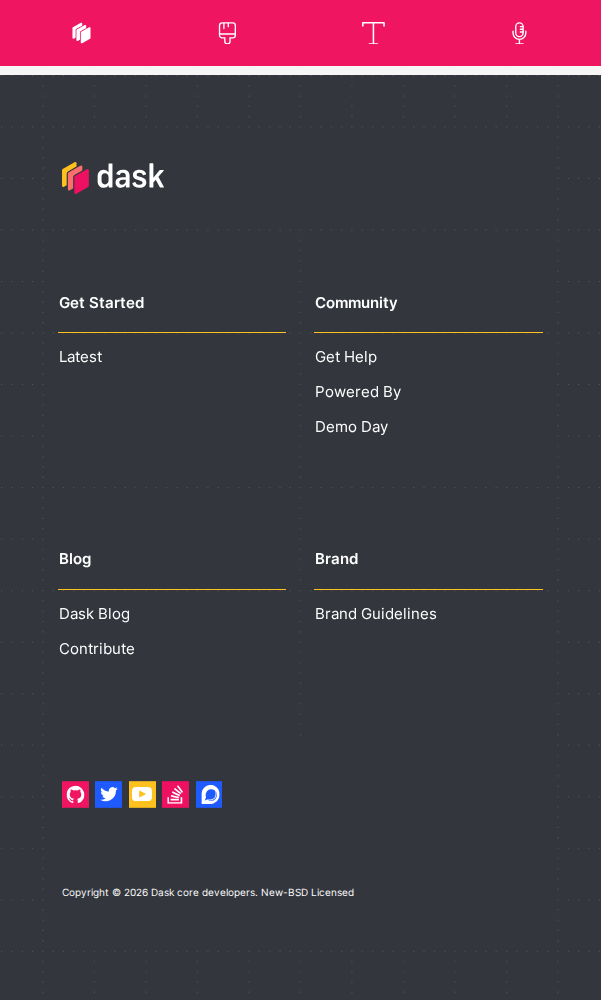 dask
Get Started
Latest
Community
Get Help
Powered By
Demo Day
Blog
Dask Blog
Contribute
Brand
Brand Guidelines
Copyright © 2026 Dask core developers. New-BSD Licensed